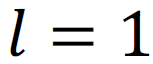 l = 1